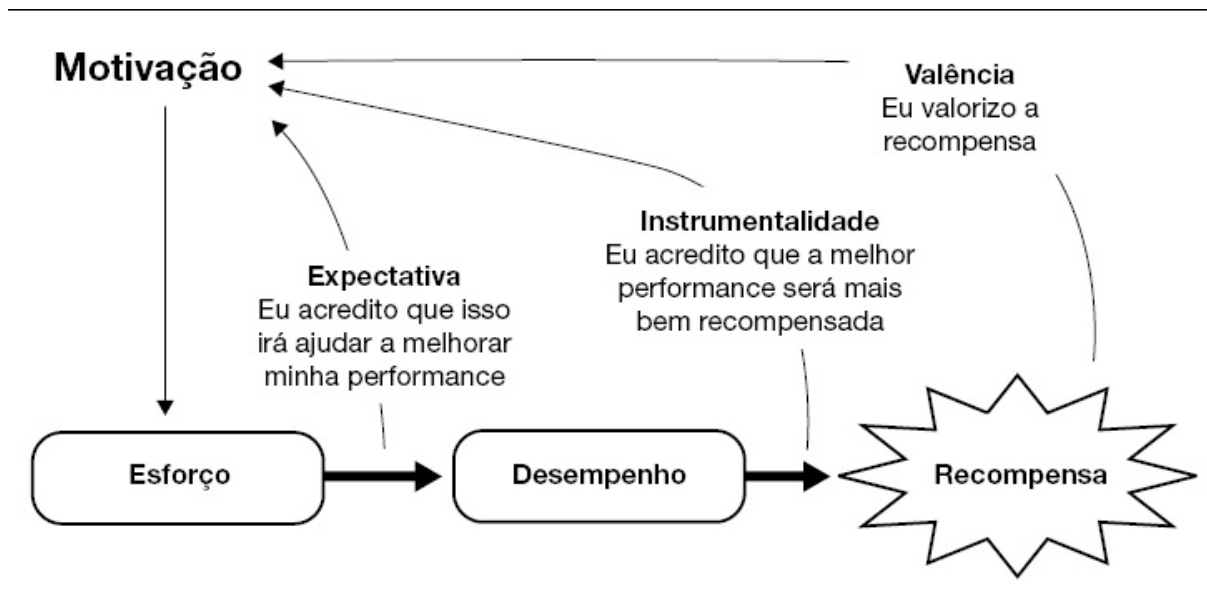 Motivação
Valência
Eu valorizo a
recompensa
Instrumentalidade
Eu acredito que a melhor
performance será mais
bem recompensada
Expectativa
Eu acredito que isso
irá ajudar a melhorar
minha performance
Esforço
Desempenho
Recompensa